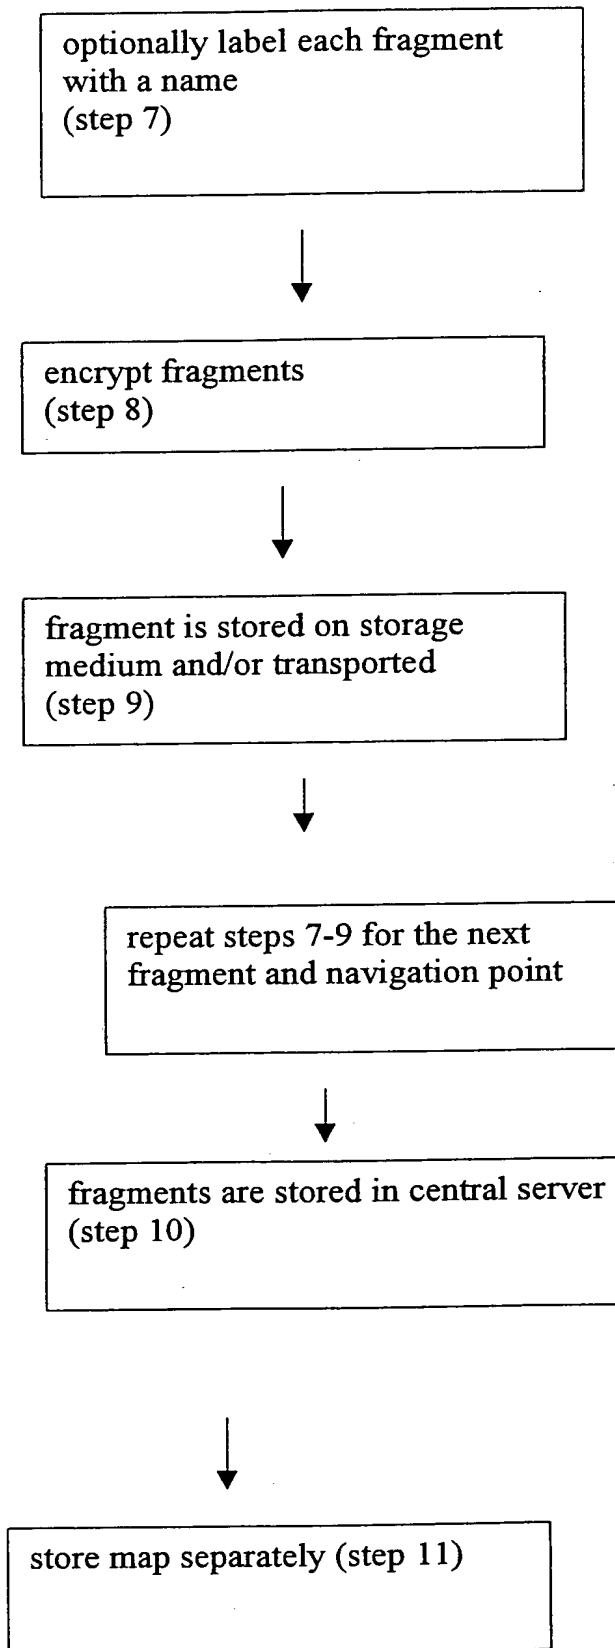 optionally label each fragment
with a name
(step 7)
encrypt fragments
(step 8)
fragment is stored on storage
medium and/or transported
(step 9)
repeat steps 7-9 for the next
fragment and navigation point
fragments are stored in central server
(step 10)
store map separately (step 11)